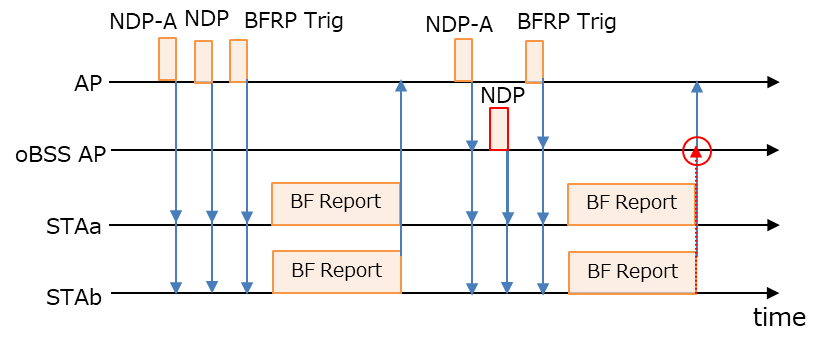 NDP-A NDP BFRP Trig NDP-A BFRP Trig
AP
NDP
oBSS AP
BF Report BF Report
STAa
BF Report BF Report
STAb
time